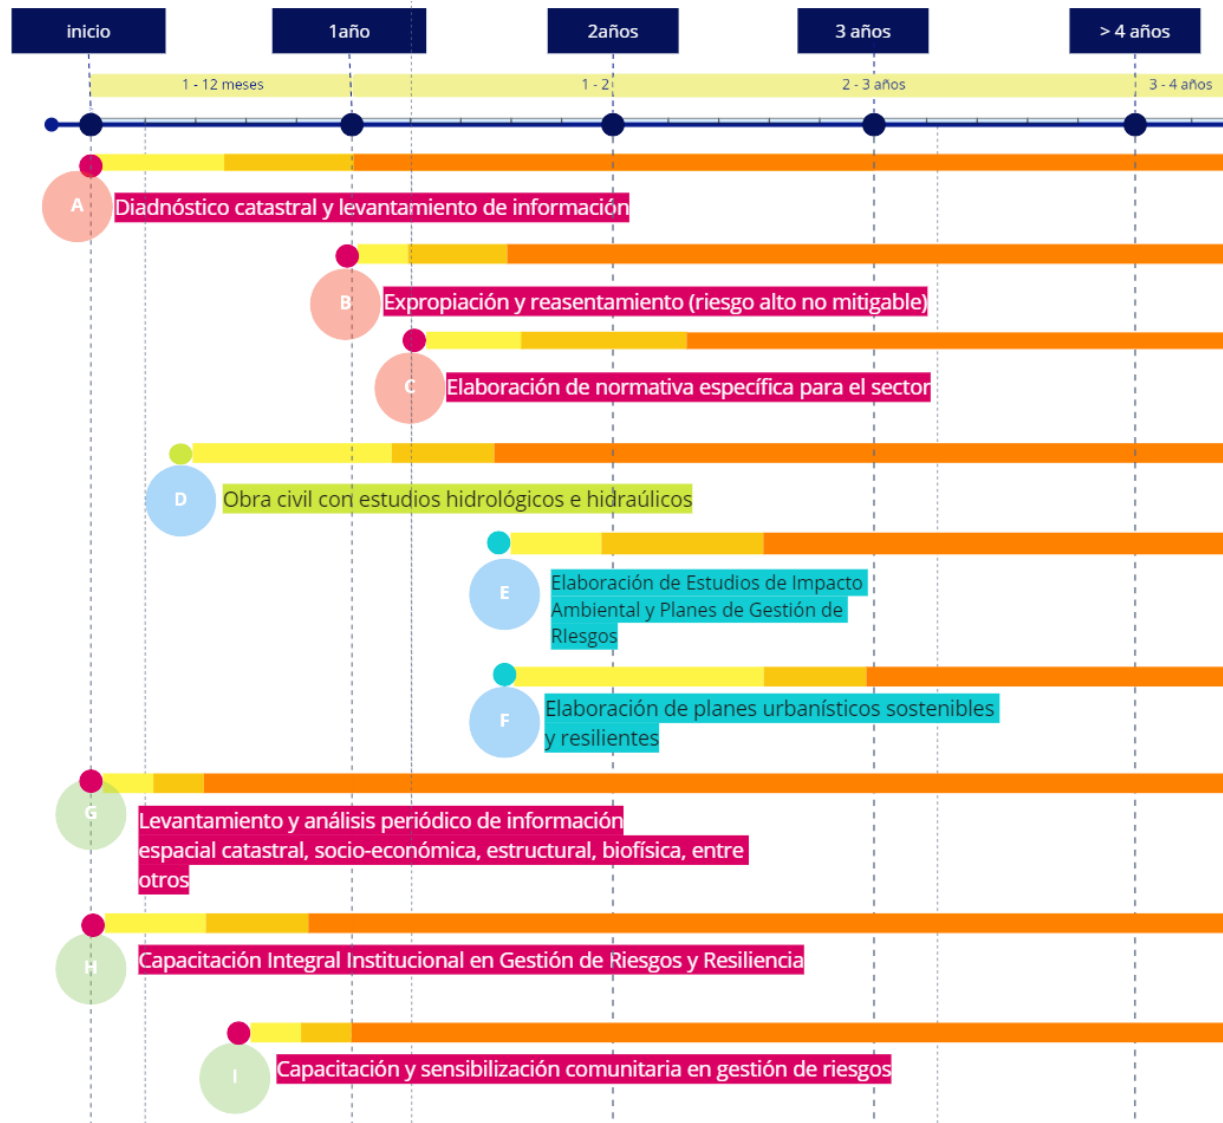 inicio
1año
2años
3 años
> 4 años
1 - 12 meses
1 - 2
2 - 3 años
3 - 4 años
A
Diadnóstico catastral y levantamiento de información
B
Expropiación y reasentamiento (riesgo alto no mitigable)
C
Elaboración de normativa específica para el sector
D
Obra civil con estudios hidrológicos e hidraúlicos
E
Elaboración de Estudios de Impacto
Ambiental y Planes de Gestión de
RIesgos
F
Elaboración de planes urbanísticos sostenibles
y resilientes
G
Levantamiento y análisis periódico de información
espacial catastral, socio-económica, estructural, biofísica, entre
otros
H
Capacitación Integral Institucional en Gestión de Riesgos y Resiliencia
I
Capacitación y sensibilización comunitaria en gestión de riesgos